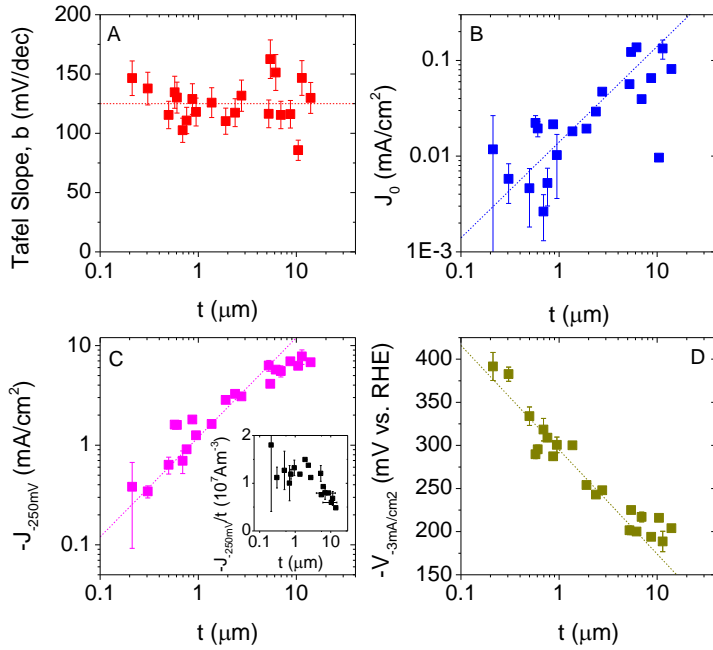 A
Tafel Slope, b (mV/dec)
200
150
100
50
0
0.1 1 10
t (μm)
B
J0 (mA/cm²)
0.1
0.01
1E-3
0.1 1 10
t (μm)
C
-J-250mV (mA/cm²)
10
1
0.1
0.1 1 10
t (μm)
-J-250mV/t (10⁷Am⁻³)
2
1
0
0.1 1 10
t (μm)
D
-V-3mA/cm2 (mV vs. RHE)
400
350
300
250
200
150
0.1 1 10
t (μm)